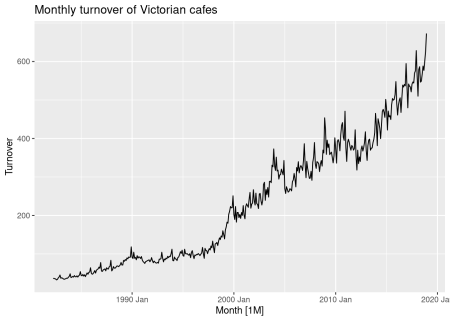 Monthly turnover of Victorian cafes
Turnover
600
400
200
1990 Jan
2000 Jan
2010 Jan
2020 Ja
Month [1M]